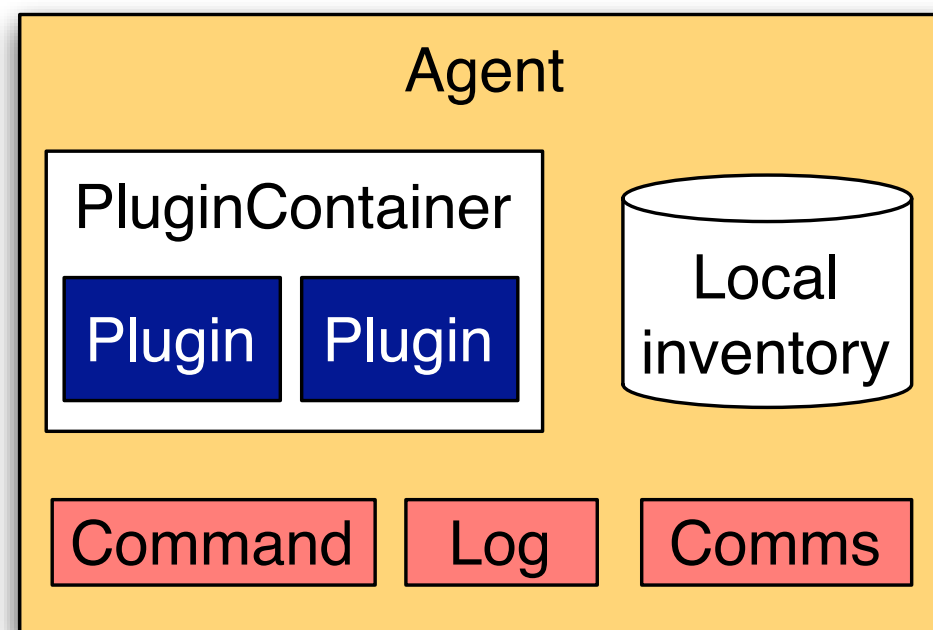 Agent
PluginContainer
Plugin
Plugin
Local
inventory
Command
Log
Comms